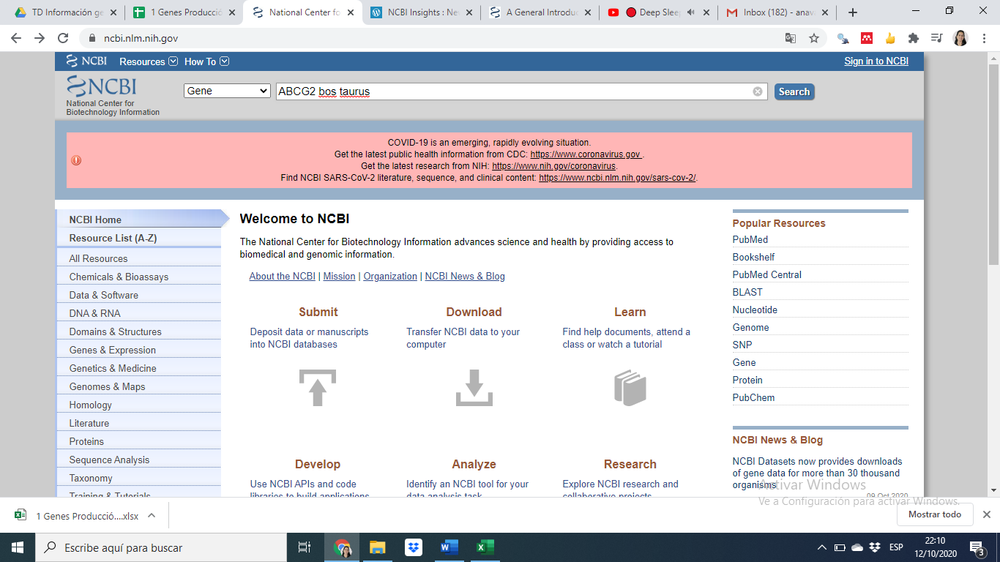 TD Información ge
1 Genes Producció
National Center fo
NCBI Insights : Ne
A General Introduc
Deep Slee
Inbox (182) - anav
ncbi.nlm.nih.gov
NCBI Resources How To Sign in to NCBI
NCBI
National Center for
Biotechnology Information
Gene
ABCG2 bos taurus
Search
COVID-19 is an emerging, rapidly evolving situation.
Get the latest public health information from CDC: https://www.coronavirus.gov .
Get the latest research from NIH: https://www.nih.gov/coronavirus.
Find NCBI SARS-CoV-2 literature, sequence, and clinical content: https://www.ncbi.nlm.nih.gov/sars-cov-2/.
NCBI Home
Resource List (A-Z)
All Resources
Chemicals & Bioassays
Data & Software
DNA & RNA
Domains & Structures
Genes & Expression
Genetics & Medicine
Genomes & Maps
Homology
Literature
Proteins
Sequence Analysis
Taxonomy
Training & Tutorials
Welcome to NCBI
The National Center for Biotechnology Information advances science and health by providing access to
biomedical and genomic information.
About the NCBI | Mission | Organization | NCBI News & Blog
Submit
Deposit data or manuscripts
into NCBI databases
Download
Transfer NCBI data to your
computer
Learn
Find help documents, attend a
class or watch a tutorial
Develop
Use NCBI APIs and code
libraries to build applications
Analyze
Identify an NCBI tool for your
data analysis task
Research
Explore NCBI research and
collaborative projects
Popular Resources
PubMed
Bookshelf
PubMed Central
BLAST
Nucleotide
Genome
SNP
Gene
Protein
PubChem
NCBI News & Blog
NCBI Datasets now provides downloads
of gene data for more than 30 thousand
organisms
09 Oct 2020
Activar Windows
Ve a Configuración para activar Windows.
1 Genes Producció....xlsx
Mostrar todo
Escribe aquí para buscar
ESP
22:10
12/10/2020
3